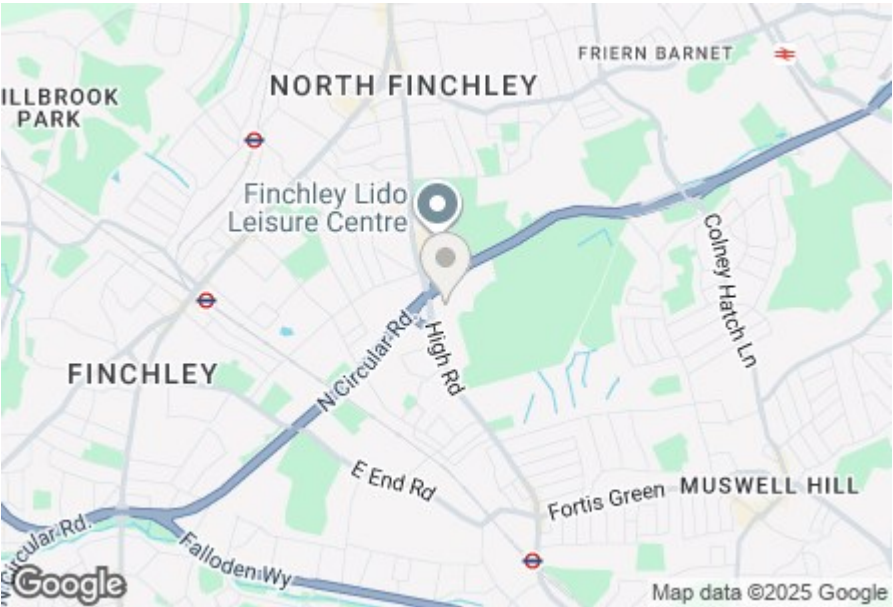 FRIERN BARNET
NORTH FINCHLEY
ILLBROOK
PARK
Finchley Lido
Leisure Centre
Colney Hatch Ln
N Circular Rd.
High Rd
FINCHLEY
E End Rd
Fortis Green
MUSWELL HILL
N Circular Rd.
Falloden Wy
Google
Map data ©2025 Google